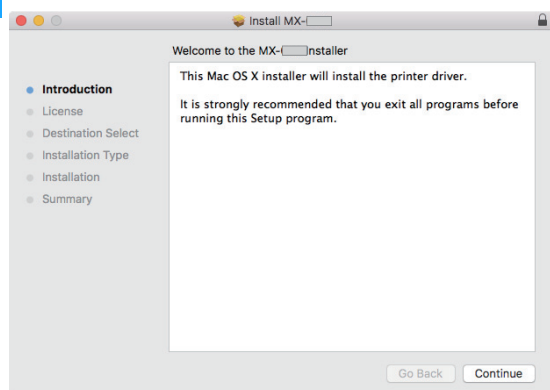 Install MX-
Welcome to the MX- nstaller
Introduction
License
Destination Select
Installation Type
Installation
Summary
This Mac OS X installer will install the printer driver.
It is strongly recommended that you exit all programs before
running this Setup program.
Go Back
Continue